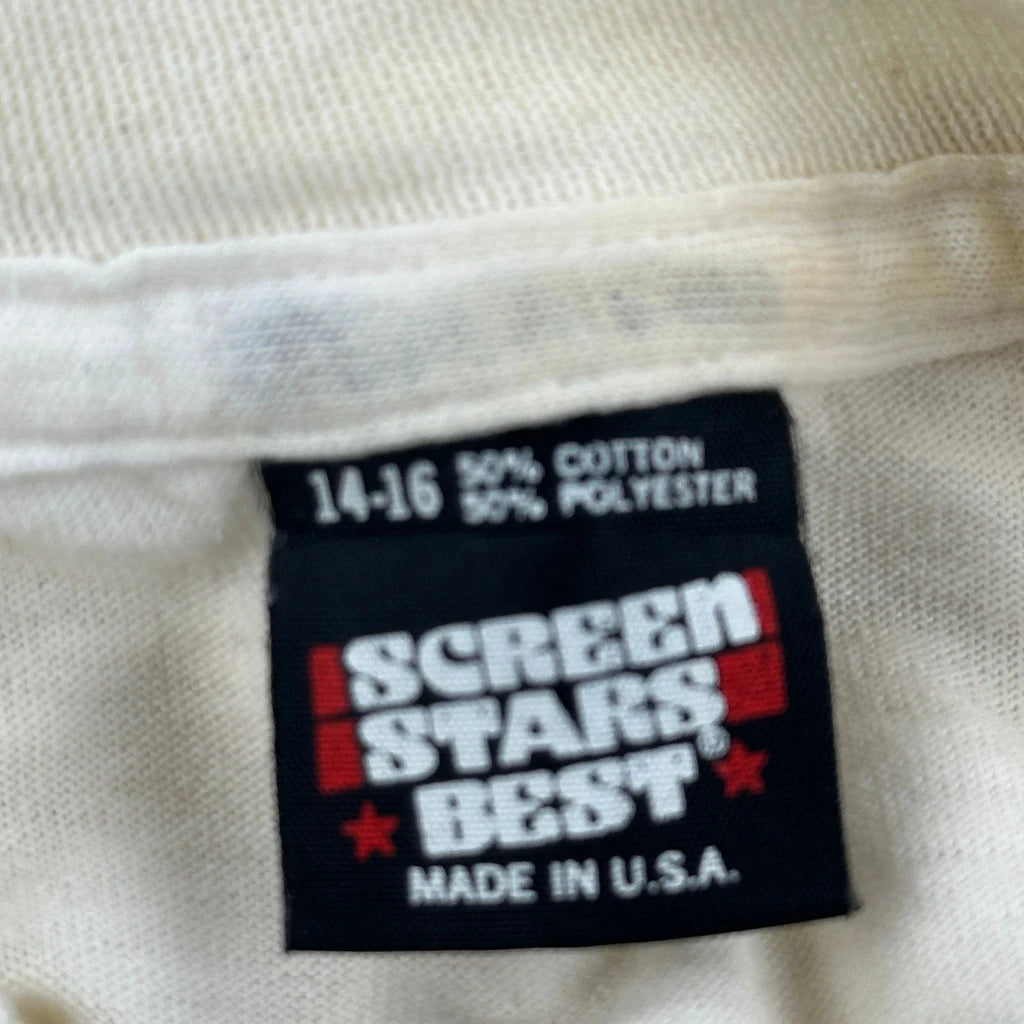 14-16 50% COTTON
50% POLYESTER
SCREEN
STARS
BEST®
MADE IN U.S.A.